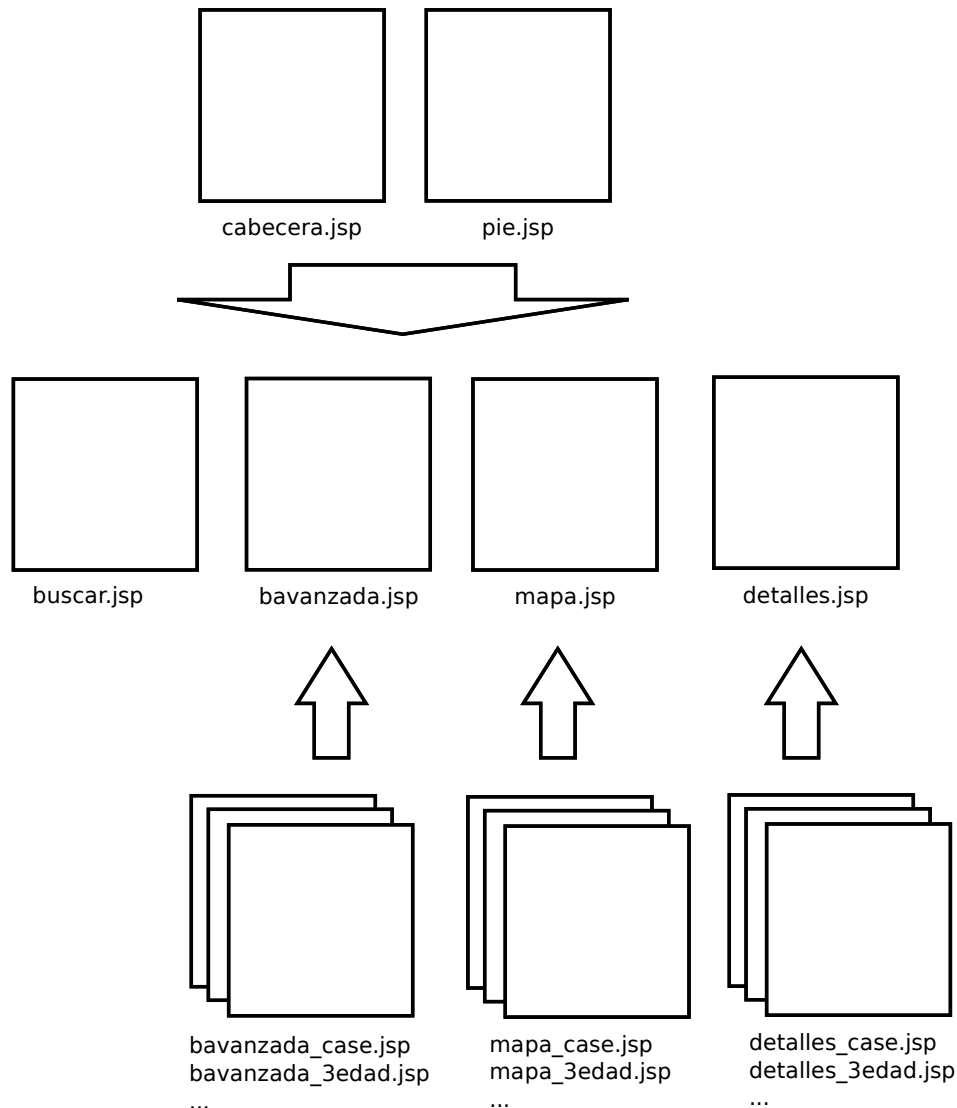 cabecera.jsp
pie.jsp
buscar.jsp
bavanzada.jsp
mapa.jsp
detalles.jsp
bavanzada_case.jsp
bavanzada_3edad.jsp
...
mapa_case.jsp
mapa_3edad.jsp
...
detalles_case.jsp
detalles_3edad.jsp
...